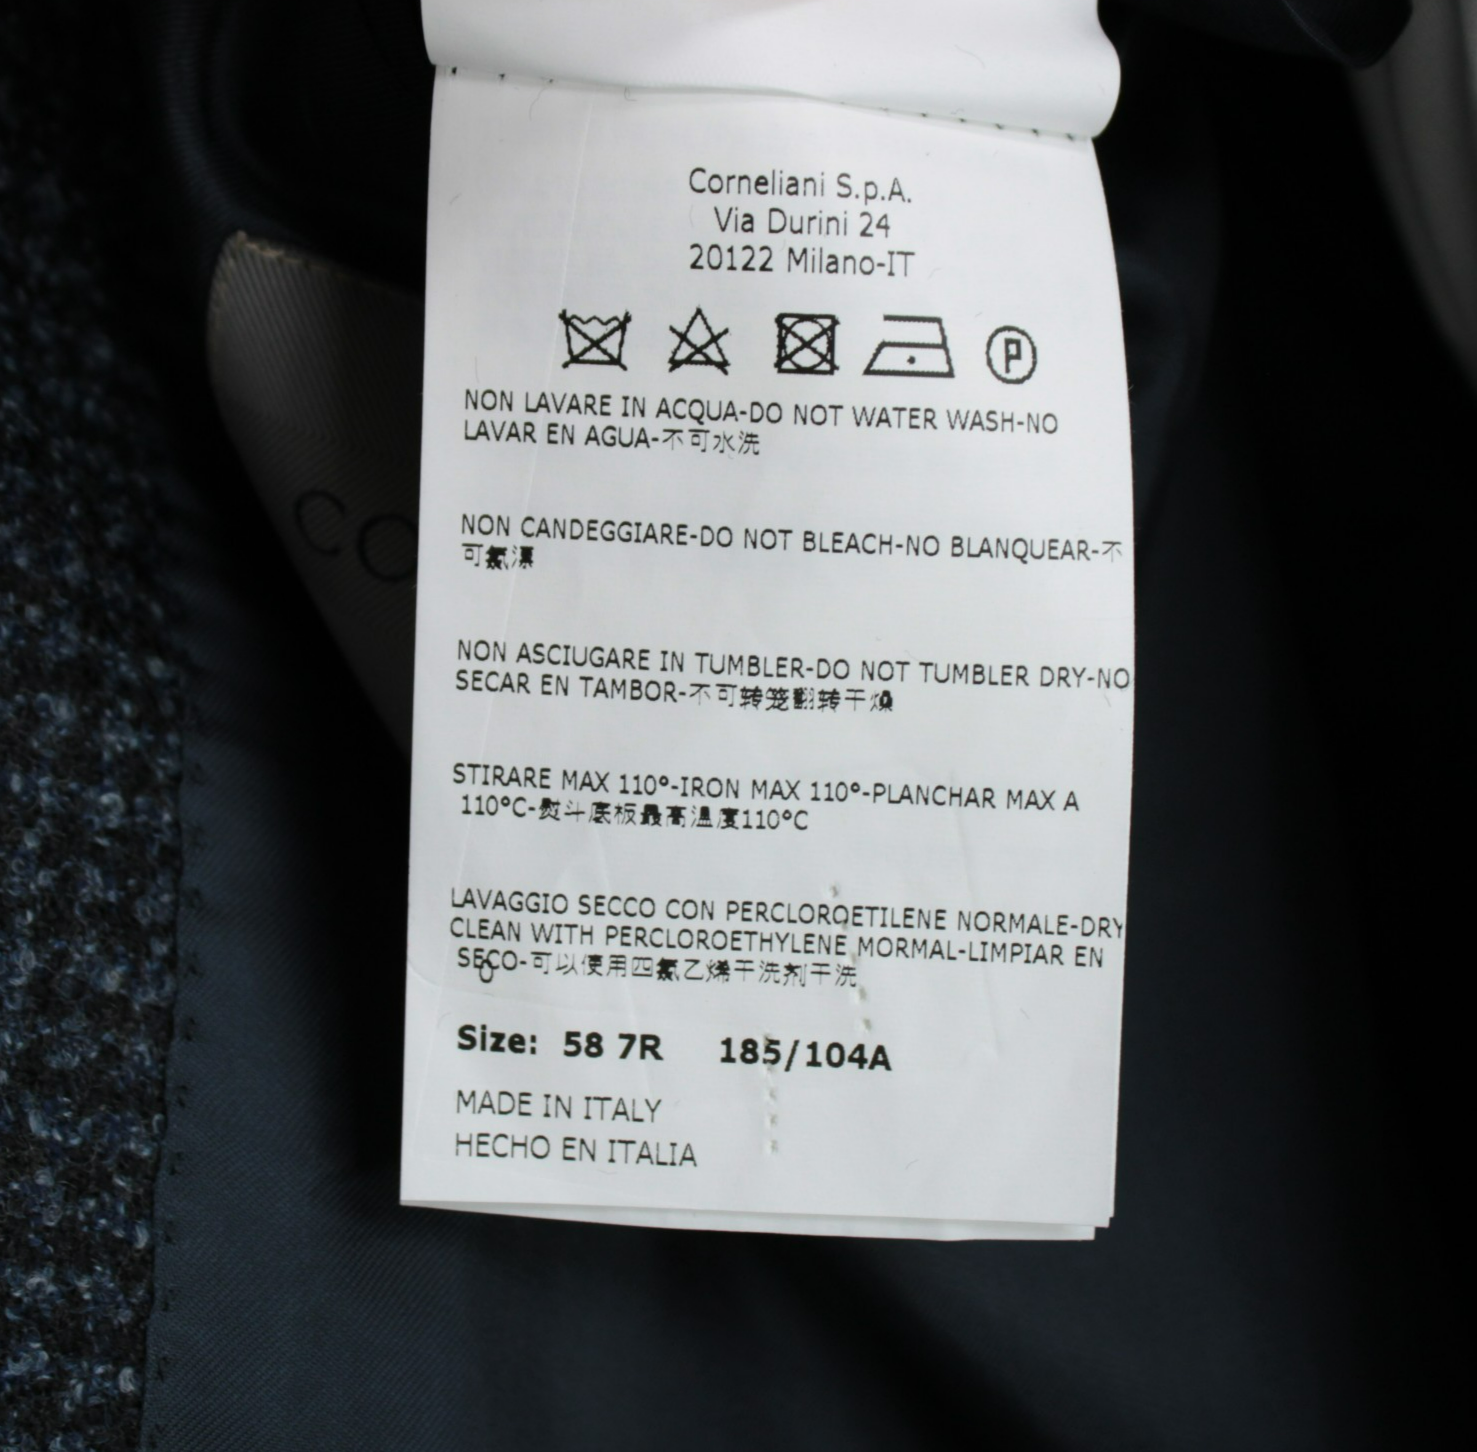 Corneliani S.p.A.
Via Durini 24
20122 Milano-IT
P
NON LAVARE IN ACQUA-DO NOT WATER WASH-NO
LAVAR EN AGUA-不可水洗
NON CANDEGGIARE-DO NOT BLEACH-NO BLANQUEAR-不
可氯漂
NON ASCIUGARE IN TUMBLER-DO NOT TUMBLER DRY-NO
SECAR EN TAMBOR-不可转笼翻转干燥
STIRARE MAX 110°-IRON MAX 110°-PLANCHAR MAX A
110°C-熨斗底板最高温度110°C
LAVAGGIO SECCO CON PERCLOROETILENE NORMALE-DRY
CLEAN WITH PERCLOROETHYLENE MORMAL-LIMPIAR EN
SECO-可以使用四氯乙烯干洗剂干洗
Size: 58 7R 185/104A
MADE IN ITALY
HECHO EN ITALIA
CO